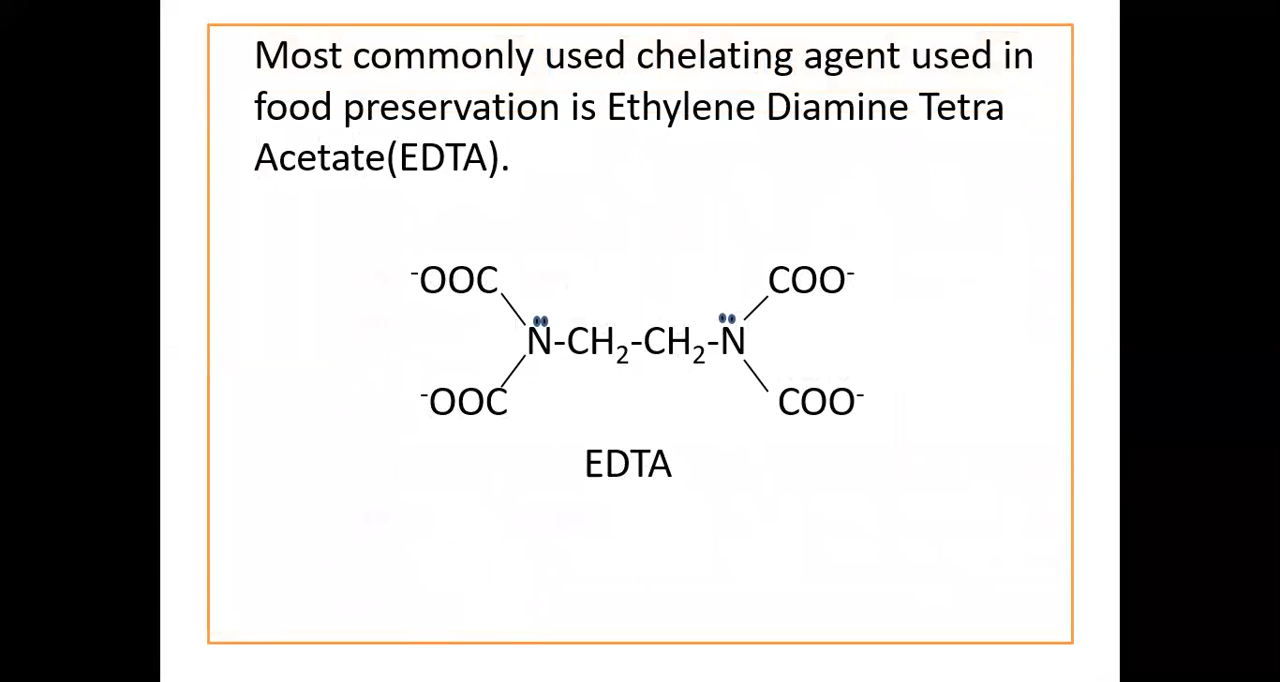 Most commonly used chelating agent used in
food preservation is Ethylene Diamine Tetra
Acetate(EDTA).
⁻OOC COO⁻
N-CH₂-CH₂-N
⁻OOC COO⁻
EDTA